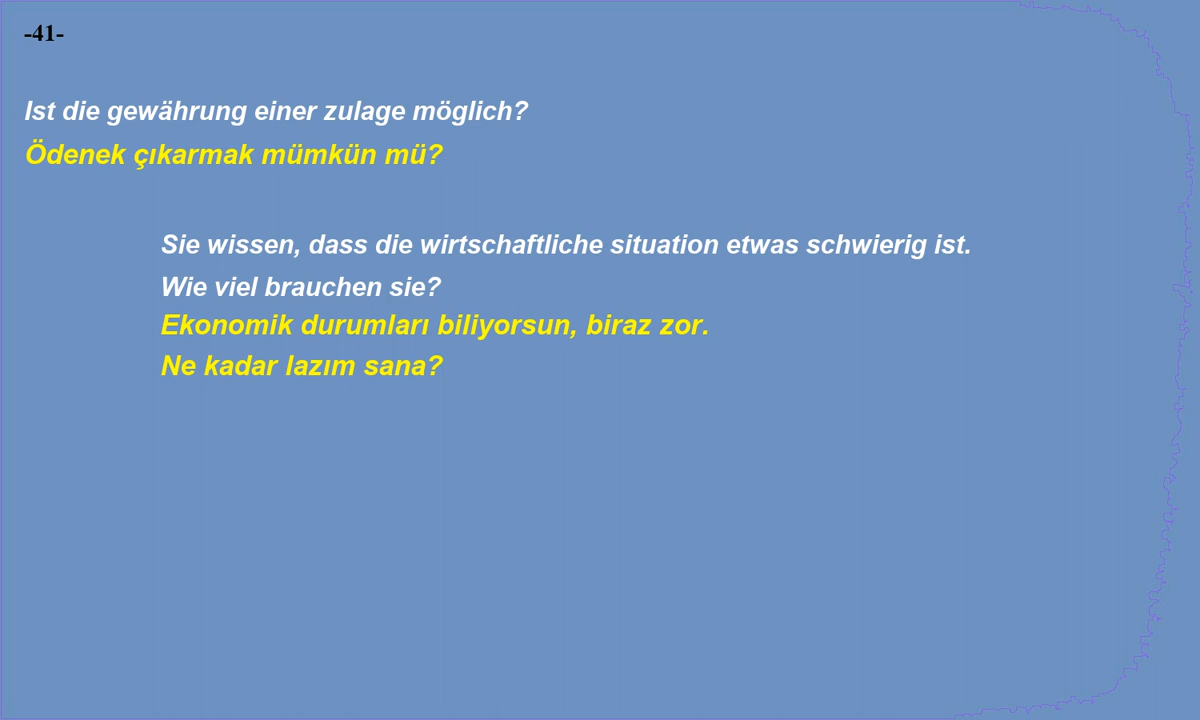 -41-
Ist die gewährung einer zulage möglich?
Ödenek çıkarmak mümkün mü?
Sie wissen, dass die wirtschaftliche situation etwas schwierig ist.
Wie viel brauchen sie?
Ekonomik durumları biliyorsun, biraz zor.
Ne kadar lazım sana?